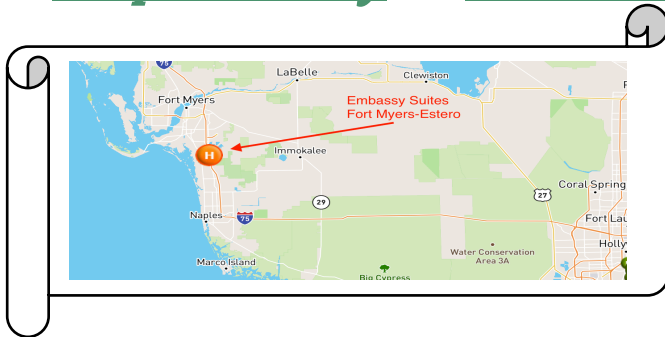 75
LaBelle
Clewiston
Fort Myers
Embassy Suites
Fort Myers-Estero
H
Immokalee
Coral Spring
27
29
Naples
75
Fort Lau
Holly
Water Conservation
Area 3A
Marco Island
Big Cypress